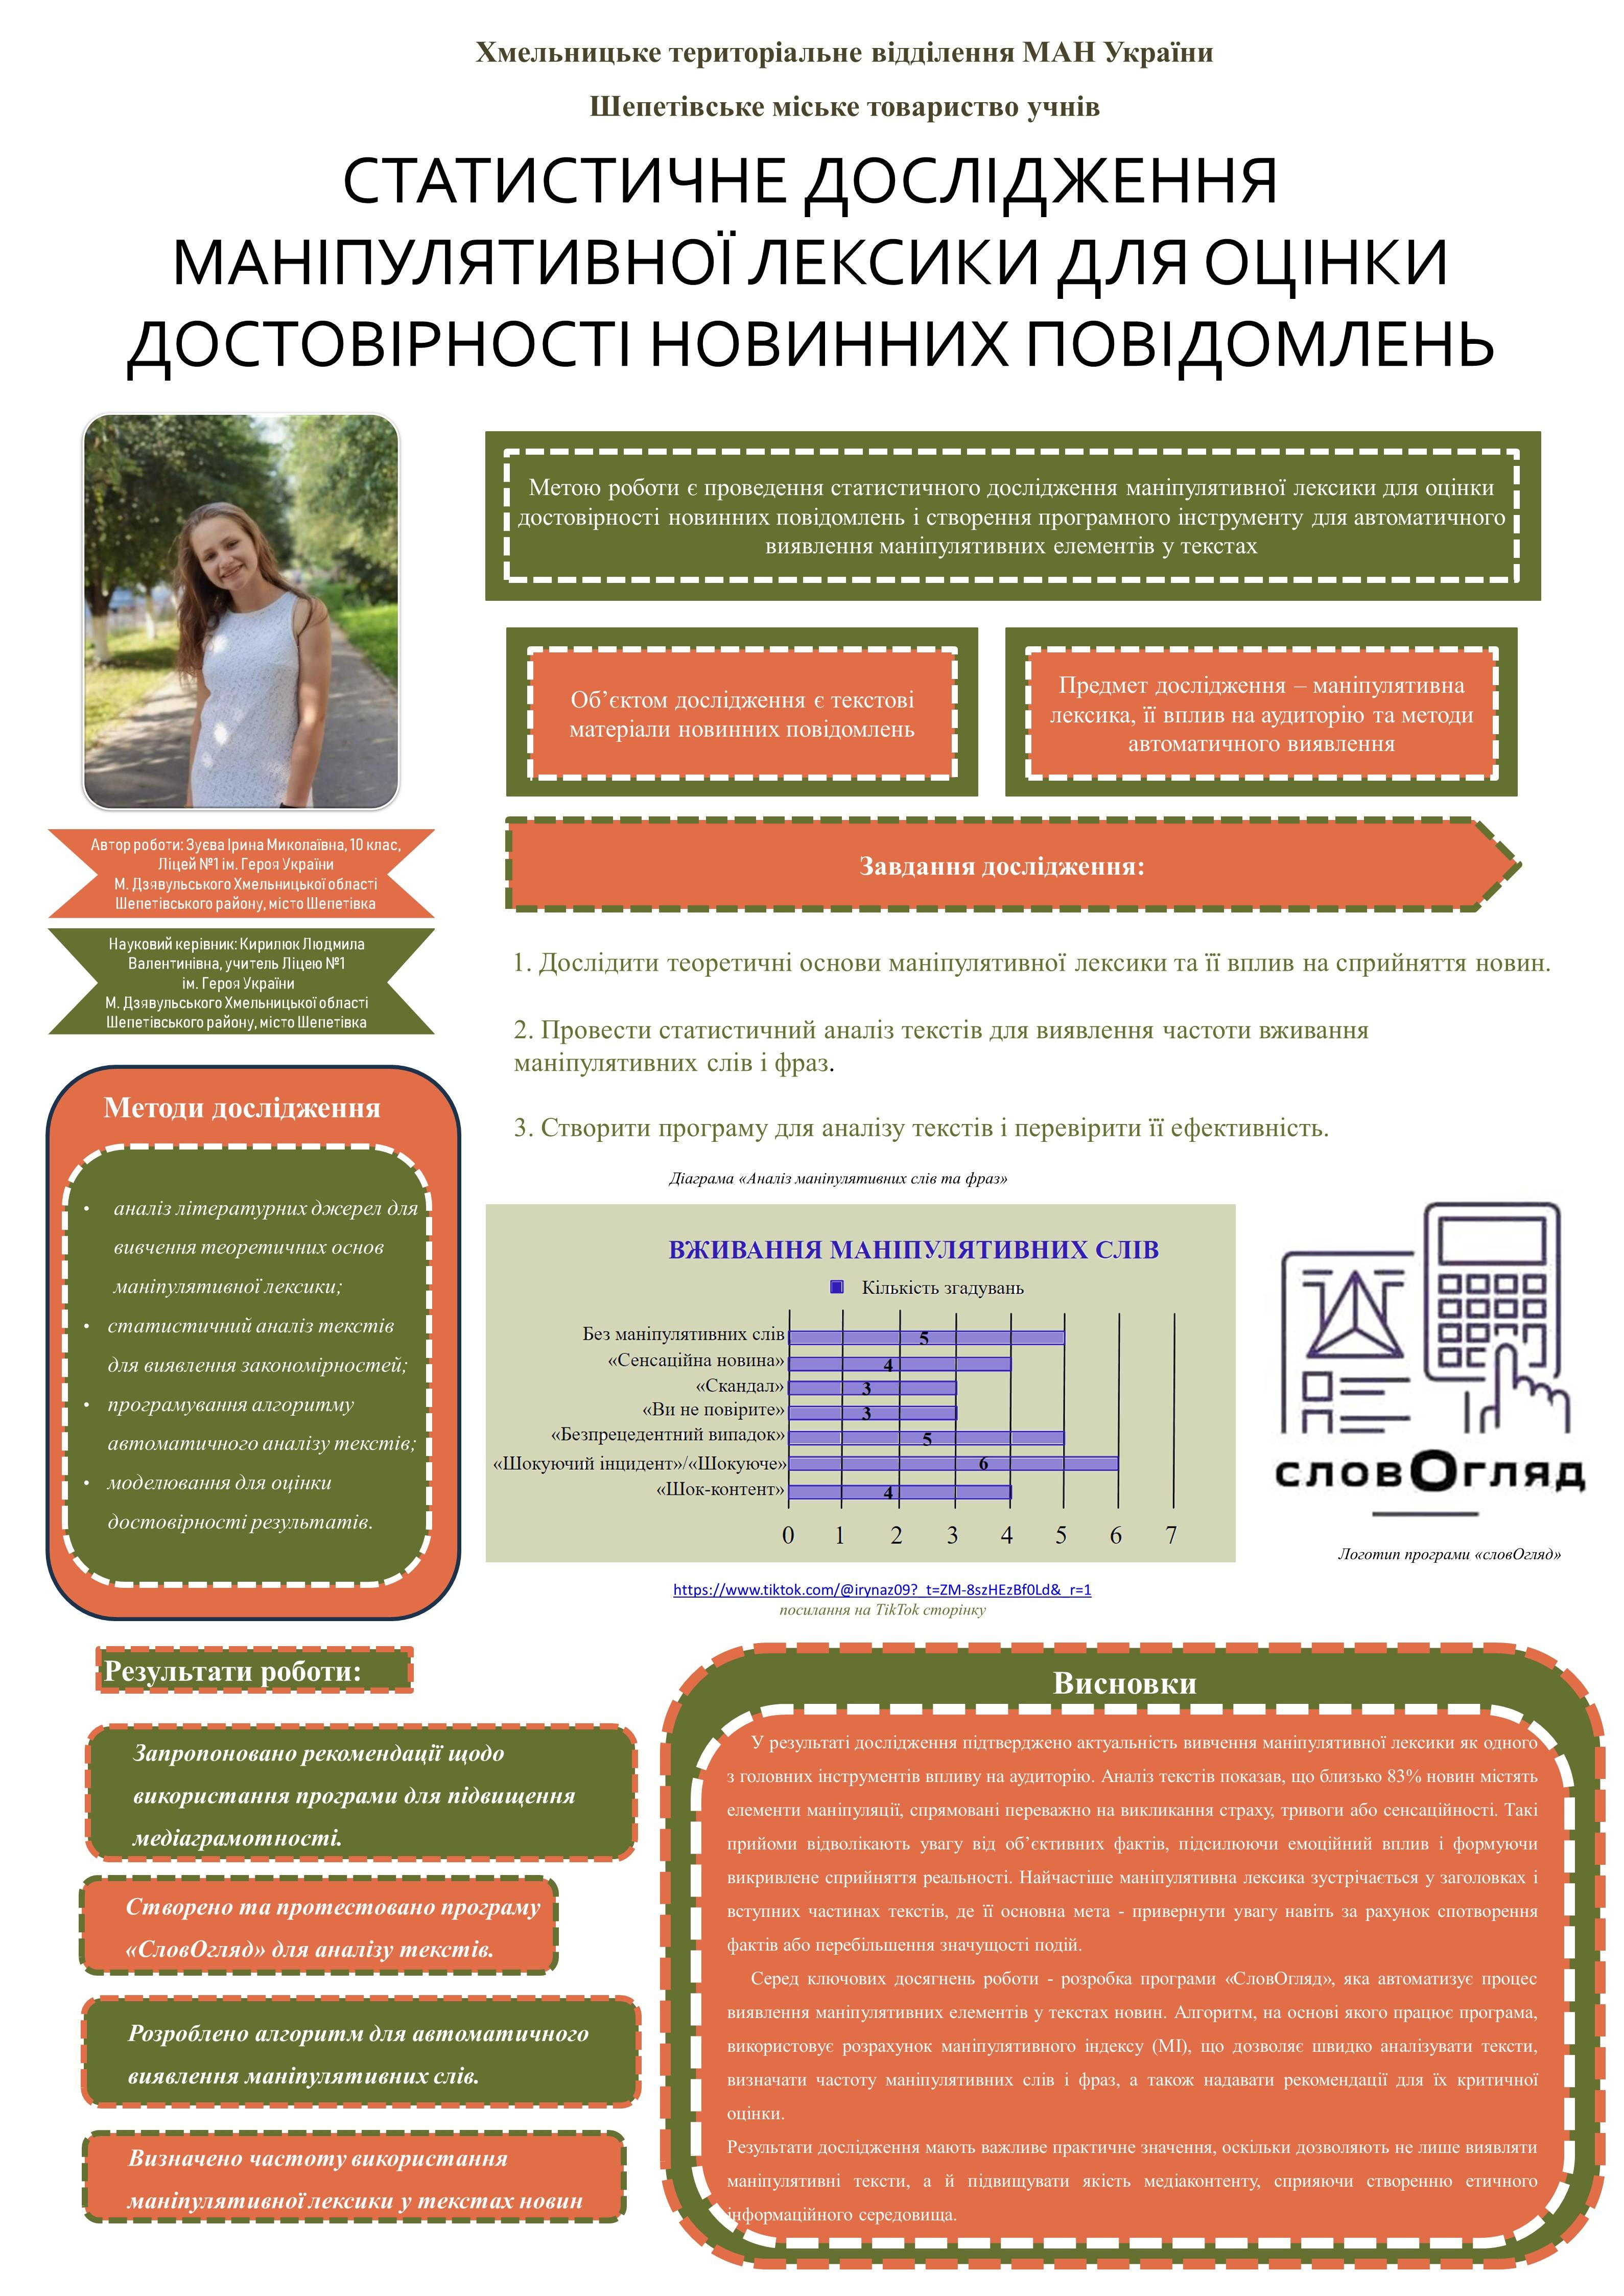 Хмельницьке територіальне відділення МАН України
Шепетівське міське товариство учнів
СТАТИСТИЧНЕ ДОСЛІДЖЕННЯ
МАНІПУЛЯТИВНОЇ ЛЕКСИКИ ДЛЯ ОЦІНКИ
ДОСТОВІРНОСТІ НОВИННИХ ПОВІДОМЛЕНЬ
Метою роботи є проведення статистичного дослідження маніпулятивної лексики для оцінки
достовірності новинних повідомлень і створення програмного інструменту для автоматичного
виявлення маніпулятивних елементів у текстах
Об’єктом дослідження є текстові
матеріали новинних повідомлень
Предмет дослідження – маніпулятивна
лексика, її вплив на аудиторію та методи
автоматичного виявлення
Автор роботи: Зуєва Ірина Миколаївна, 10 клас,
Ліцей №1 ім. Героя України
М. Дзявульського Хмельницької області
Шепетівського району, місто Шепетівка
Науковий керівник: Кирилюк Людмила
Валентинівна, учитель Ліцею №1
ім. Героя України
М. Дзявульського Хмельницької області
Шепетівського району, місто Шепетівка
Завдання дослідження:
1. Дослідити теоретичні основи маніпулятивної лексики та її вплив на сприйняття новин.
2. Провести статистичний аналіз текстів для виявлення частоти вживання
маніпулятивних слів і фраз.
3. Створити програму для аналізу текстів і перевірити її ефективність.
Методи дослідження
• аналіз літературних джерел для
вивчення теоретичних основ
маніпулятивної лексики;
• статистичний аналіз текстів
для виявлення закономірностей;
• програмування алгоритму
автоматичного аналізу текстів;
• моделювання для оцінки
достовірності результатів.
Діаграма «Аналіз маніпулятивних слів та фраз»
ВЖИВАННЯ МАНІПУЛЯТИВНИХ СЛІВ
Кількість згадувань
Без маніпулятивних слів 5
«Сенсаційна новина» 4
«Скандал» 3
«Ви не повірите» 3
«Безпрецедентний випадок» 5
«Шокуючий інцидент»/«Шокуюче» 6
«Шок-контент» 4
0 1 2 3 4 5 6 7
словОгляд
Логотип програми «словОгляд»
https://www.tiktok.com/@irynaz09?_t=ZM-8szHEzBf0Ld&_r=1
посилання на TikTok сторінку
Результати роботи:
Запропоновано рекомендації щодо
використання програми для підвищення
медіаграмотності.
Створено та протестовано програму
«СловОгляд» для аналізу текстів.
Розроблено алгоритм для автоматичного
виявлення маніпулятивних слів.
Визначено частоту використання
маніпулятивної лексики у текстах новин
Висновки
У результаті дослідження підтверджено актуальність вивчення маніпулятивної лексики як одного
з головних інструментів впливу на аудиторію. Аналіз текстів показав, що близько 83% новин містять
елементи маніпуляції, спрямовані переважно на викликання страху, тривоги або сенсаційності. Такі
прийоми відволікають увагу від об’єктивних фактів, підсилюючи емоційний вплив і формуючи
викривлене сприйняття реальності. Найчастіше маніпулятивна лексика зустрічається у заголовках і
вступних частинах текстів, де її основна мета - привернути увагу навіть за рахунок спотворення
фактів або перебільшення значущості подій.
Серед ключових досягнень роботи - розробка програми «СловОгляд», яка автоматизує процес
виявлення маніпулятивних елементів у текстах новин. Алгоритм, на основі якого працює програма,
використовує розрахунок маніпулятивного індексу (МІ), що дозволяє швидко аналізувати тексти,
визначати частоту маніпулятивних слів і фраз, а також надавати рекомендації для їх критичної
оцінки.
Результати дослідження мають важливе практичне значення, оскільки дозволяють не лише виявляти
маніпулятивні тексти, а й підвищувати якість медіаконтенту, сприяючи створенню етичного
інформаційного середовища.